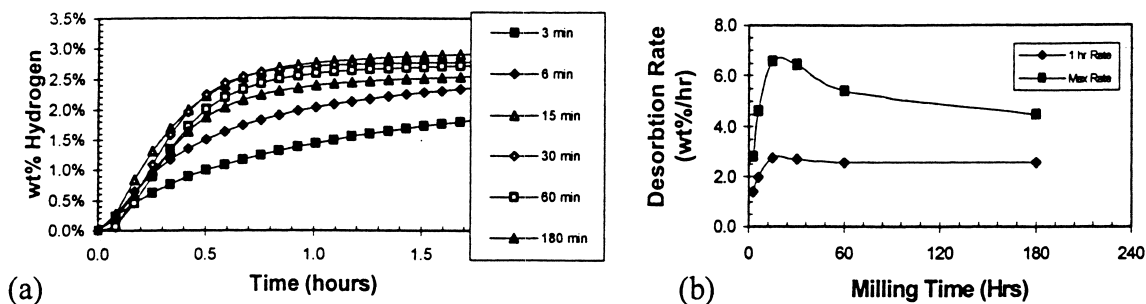 3.5%
3.0%
2.5%
2.0%
1.5%
1.0%
0.5%
0.0%
wt% Hydrogen
0.0 0.5 1.0 1.5
Time (hours)
3 min
6 min
15 min
30 min
60 min
180 min
(a)
8.0
6.0
4.0
2.0
0.0
Desorbtion Rate
(wt%/hr)
1 hr Rate
Max Rate
0 60 120 180 240
Milling Time (Hrs)
(b)